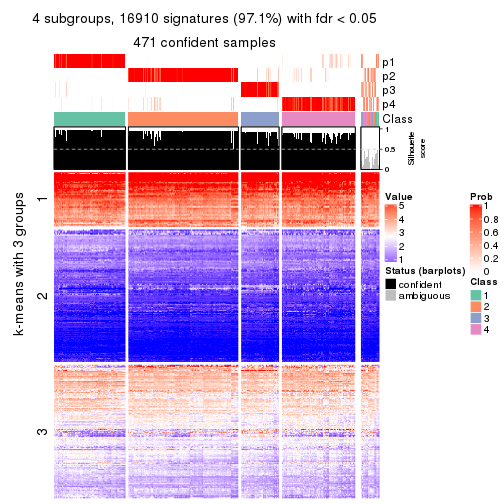 4 subgroups, 16910 signatures (97.1%) with fdr < 0.05
471 confident samples
p1
p2
p3
p4
Class
1
0.5
0
Silhouette
score
k-means with 3 groups
1
2
3
Value
5
4
3
2
1
Prob
1
0.8
0.6
0.4
0.2
0
Status (barplots)
confident
ambiguous
Class
1
2
3
4